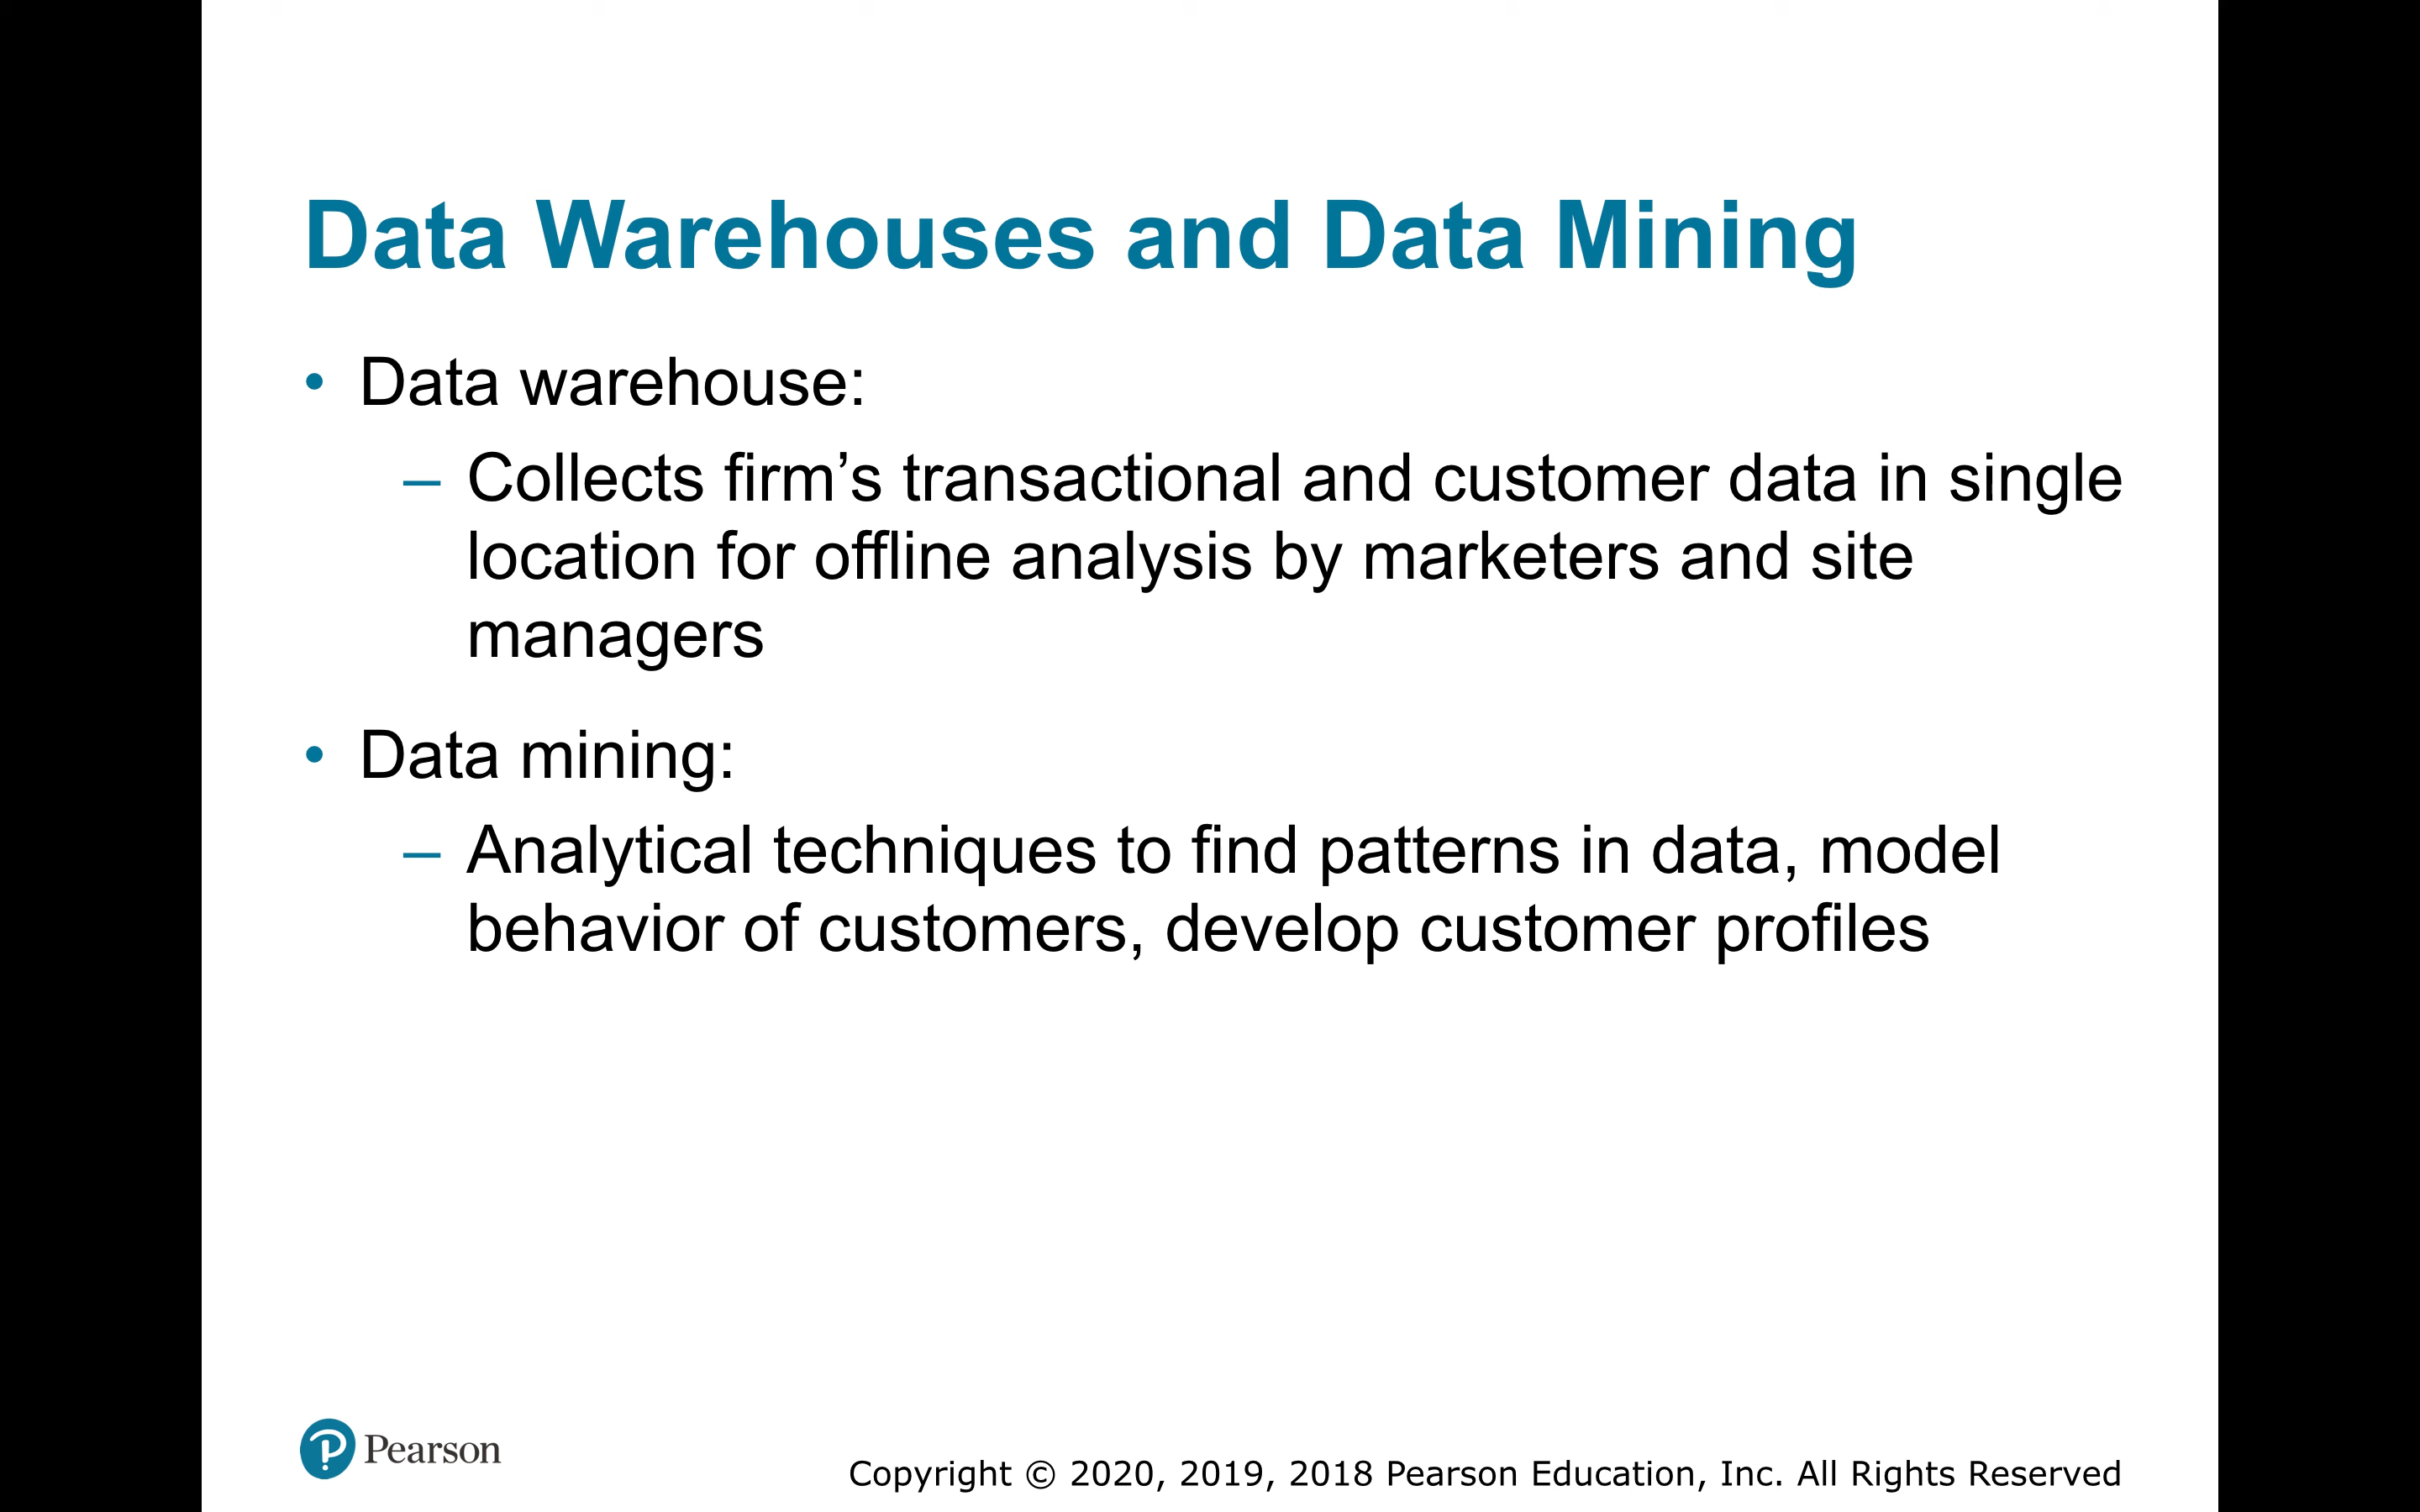 Data Warehouses and Data Mining
• Data warehouse:
– Collects firm’s transactional and customer data in single
location for offline analysis by marketers and site
managers
• Data mining:
– Analytical techniques to find patterns in data, model
behavior of customers, develop customer profiles
Pearson
Copyright © 2020, 2019, 2018 Pearson Education, Inc. All Rights Reserved